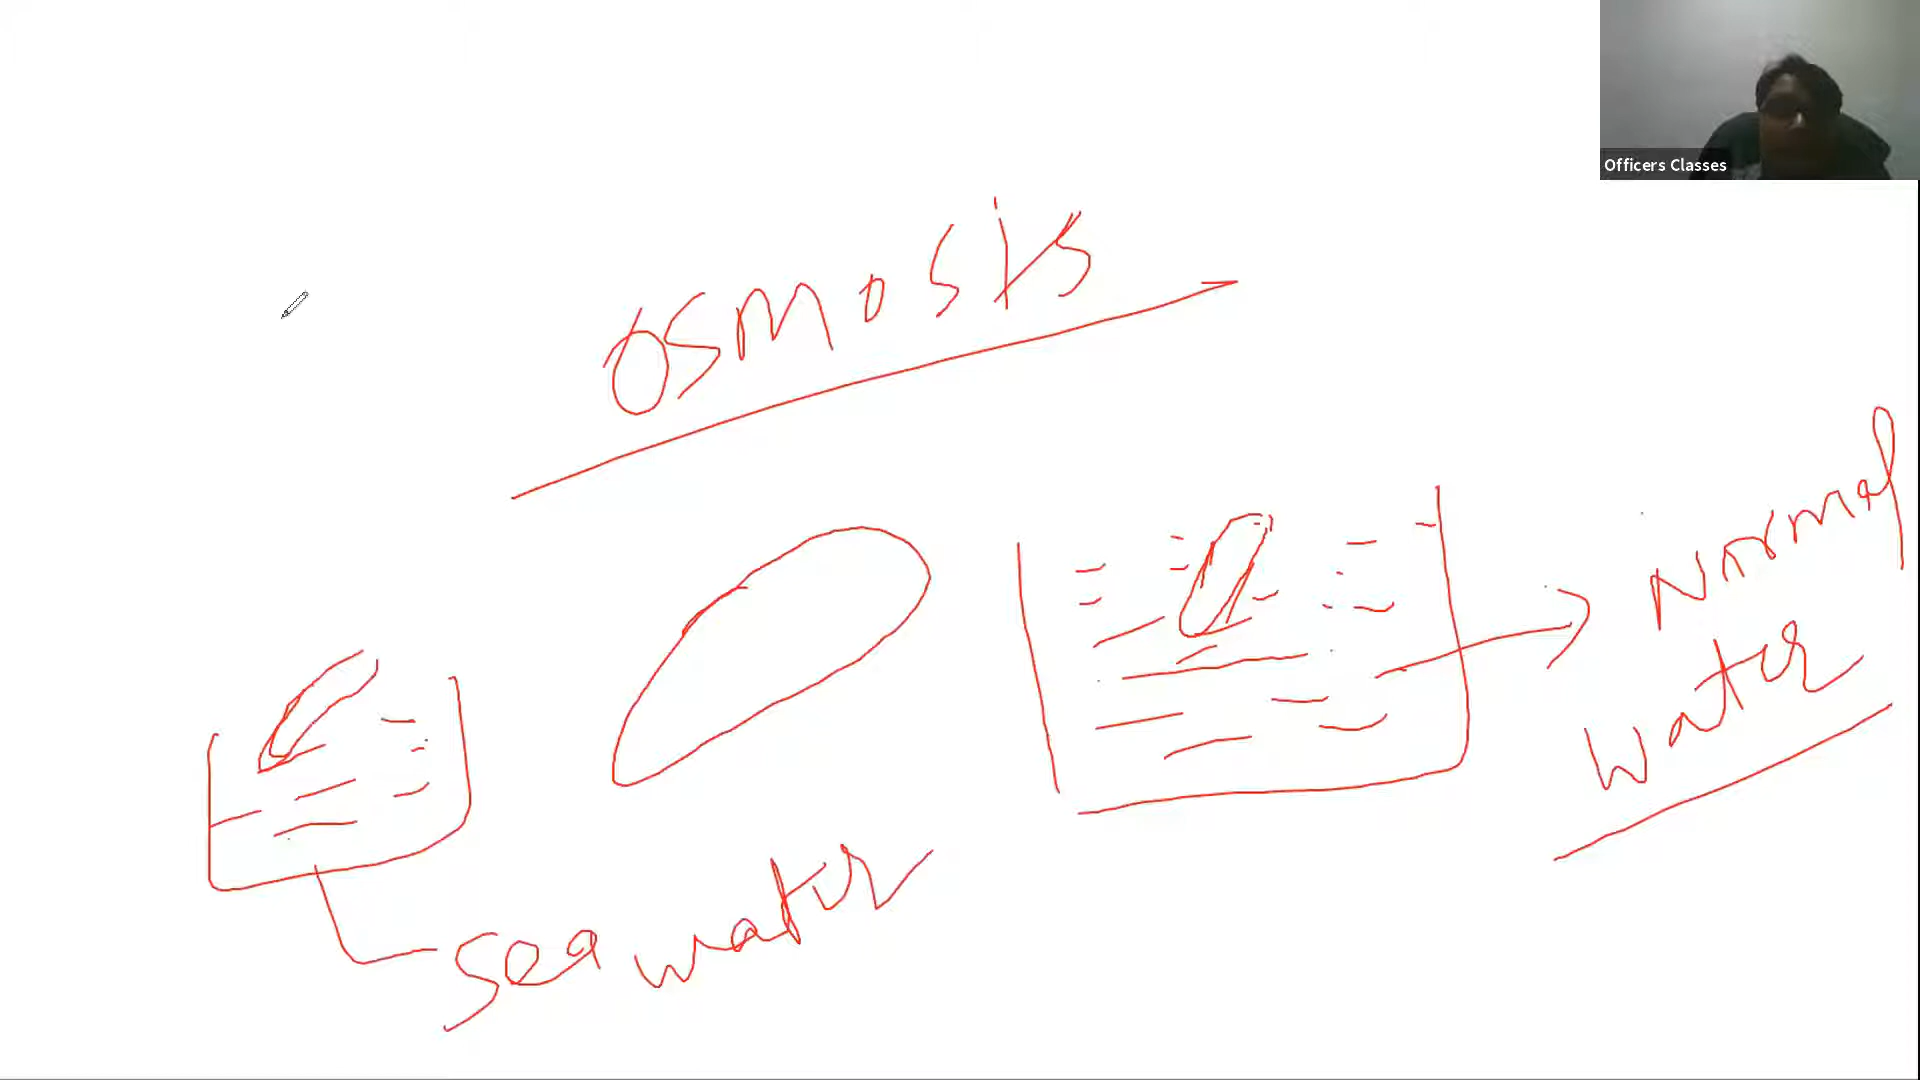 Officers Classes
osmosis
Normal
water
sea water